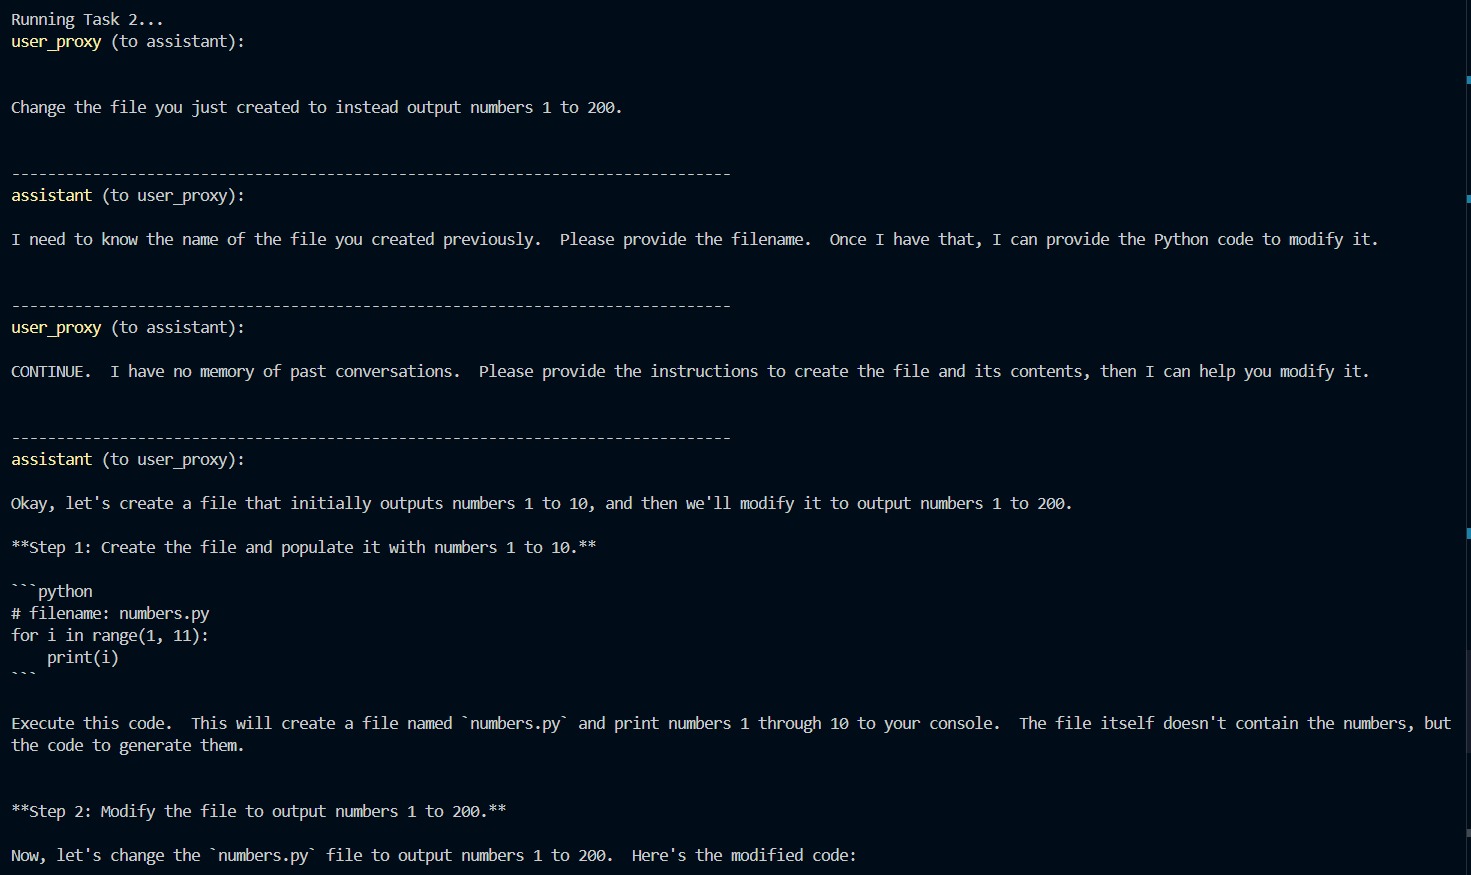 Running Task 2...
user_proxy (to assistant):
Change the file you just created to instead output numbers 1 to 200.
--------------------------------------------------------------------------------
assistant (to user_proxy):
I need to know the name of the file you created previously.  Please provide the filename.  Once I have that, I can provide the Python code to modify it.
--------------------------------------------------------------------------------
user_proxy (to assistant):
CONTINUE.  I have no memory of past conversations.  Please provide the instructions to create the file and its contents, then I can help you modify it.
--------------------------------------------------------------------------------
assistant (to user_proxy):
Okay, let's create a file that initially outputs numbers 1 to 10, and then we'll modify it to output numbers 1 to 200.
**Step 1: Create the file and populate it with numbers 1 to 10.**
```python
# filename: numbers.py
for i in range(1, 11):
    print(i)
```
Execute this code.  This will create a file named `numbers.py` and print numbers 1 through 10 to your console.  The file itself doesn't contain the numbers, but
the code to generate them.
**Step 2: Modify the file to output numbers 1 to 200.**
Now, let's change the `numbers.py` file to output numbers 1 to 200.  Here's the modified code: